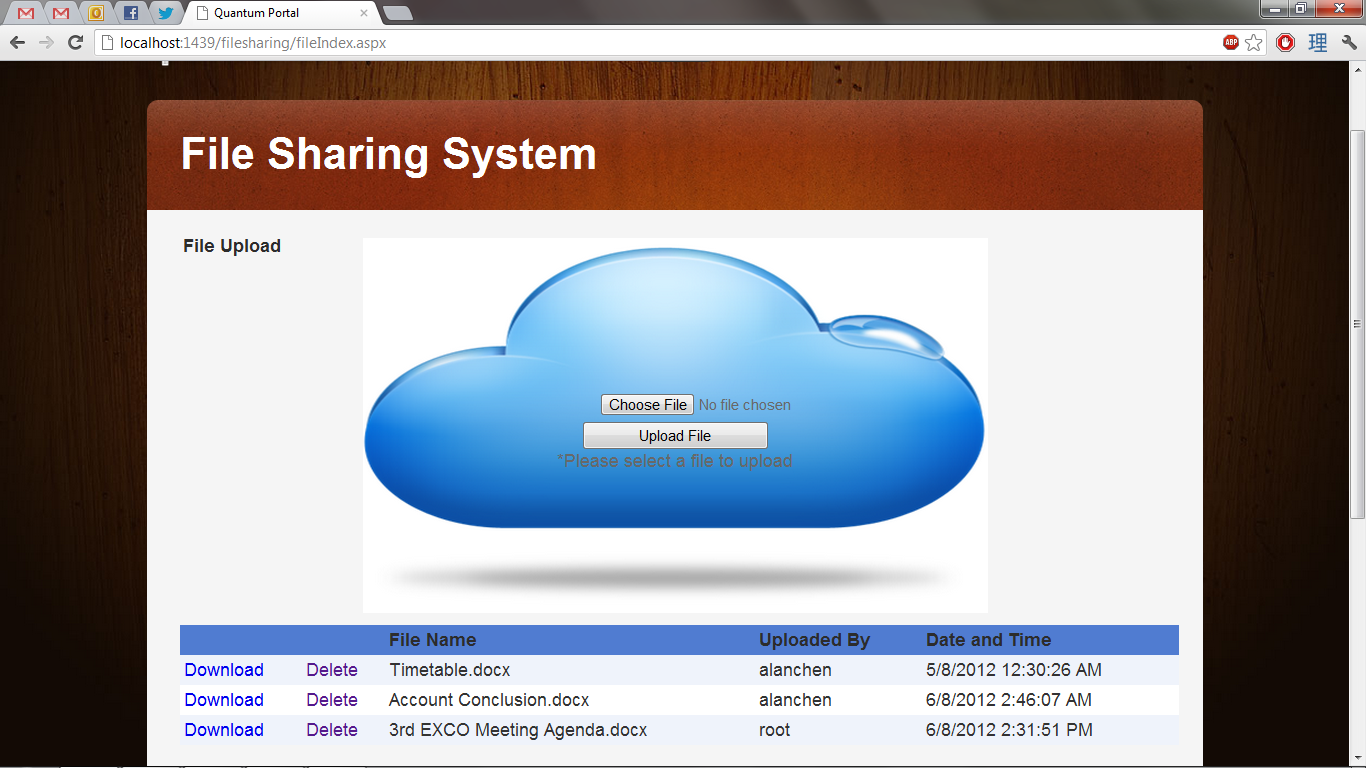 Quantum Portal
localhost:1439/filesharing/fileIndex.aspx
ABP
理
File Sharing System
File Upload
Choose File No file chosen
Upload File
*Please select a file to upload
File Name Uploaded By Date and Time
Download Delete Timetable.docx alanchen 5/8/2012 12:30:26 AM
Download Delete Account Conclusion.docx alanchen 6/8/2012 2:46:07 AM
Download Delete 3rd EXCO Meeting Agenda.docx root 6/8/2012 2:31:51 PM